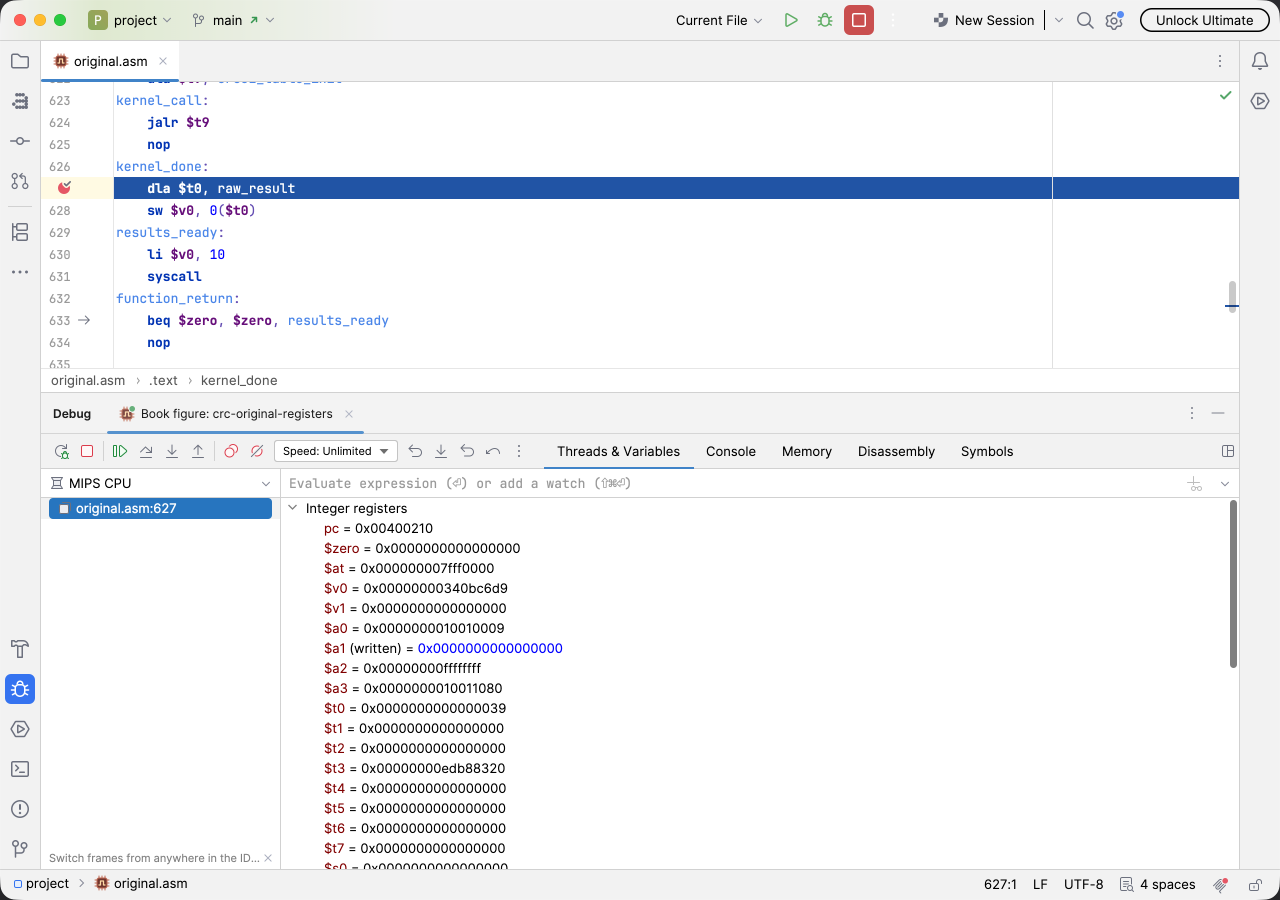 P project main Current File New Session Unlock Ultimate
original.asm
623 kernel_call:
624 jalr $t9
625 nop
626 kernel_done:
dla $t0, raw_result
628 sw $v0, 0($t0)
629 results_ready:
630 li $v0, 10
631 syscall
632 function_return:
633 beq $zero, $zero, results_ready
634 nop
635
original.asm › .text › kernel_done
Debug Book figure: crc-original-registers
Speed: Unlimited Threads & Variables Console Memory Disassembly Symbols
MIPS CPU
Evaluate expression (⏎) or add a watch (⇧⌘⏎)
original.asm:627
Integer registers
pc = 0x00400210
$zero = 0x0000000000000000
$at = 0x000000007fff0000
$v0 = 0x00000000340bc6d9
$v1 = 0x0000000000000000
$a0 = 0x0000000010010009
$a1 (written) = 0x0000000000000000
$a2 = 0x00000000ffffffff
$a3 = 0x0000000010011080
$t0 = 0x0000000000000039
$t1 = 0x0000000000000000
$t2 = 0x0000000000000000
$t3 = 0x00000000edb88320
$t4 = 0x0000000000000000
$t5 = 0x0000000000000000
$t6 = 0x0000000000000000
$t7 = 0x0000000000000000
$s0 = 0x0000000000000000
Switch frames from anywhere in the ID...
project › original.asm 627:1 LF UTF-8 4 spaces